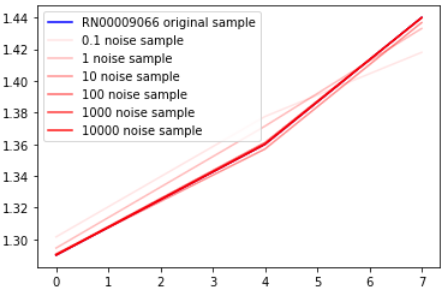 1.44
1.42
1.40
1.38
1.36
1.34
1.32
1.30
RN00009066 original sample
0.1 noise sample
1 noise sample
10 noise sample
100 noise sample
1000 noise sample
10000 noise sample
0 1 2 3 4 5 6 7